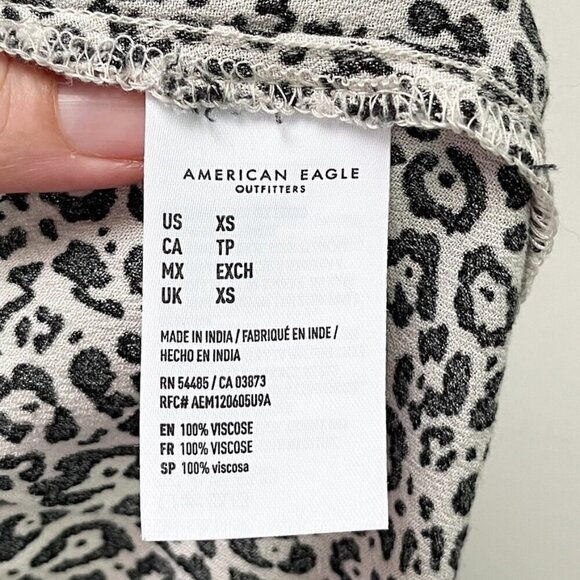 AMERICAN EAGLE
OUTFITTERS
US XS
CA TP
MX EXCH
UK XS
MADE IN INDIA / FABRIQUÉ EN INDE /
HECHO EN INDIA
RN 54485 / CA 03873
RFC# AEM120605U9A
EN 100% VISCOSE
FR 100% VISCOSE
SP 100% viscosa